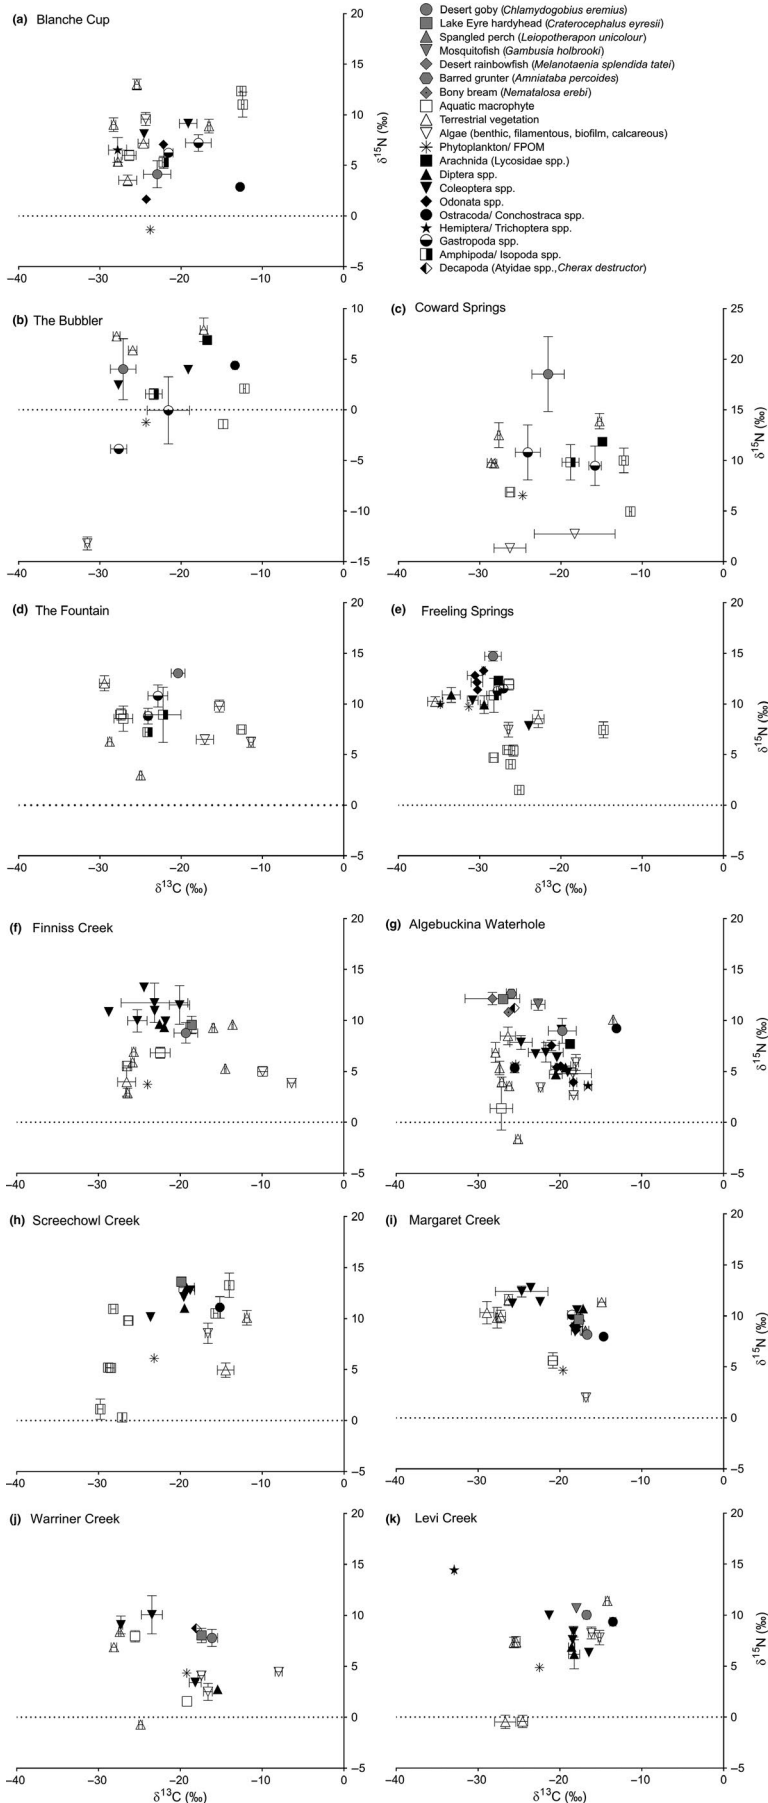 (a) Blanche Cup
20
15
10
5
0
−5
−40
−30
−20
−10
0
δ15N (‰)
Desert goby (Chlamydogobius eremius)
Lake Eyre hardyhead (Craterocephalus eyresii)
Spangled perch (Leiopotherapon unicolour)
Mosquitofish (Gambusia holbrooki)
Desert rainbowfish (Melanotaenia splendida tatei)
Barred grunter (Amniataba percoides)
Bony bream (Nematalosa erebi)
Aquatic macrophyte
Terrestrial vegetation
Algae (benthic, filamentous, biofilm, calcareous)
Phytoplankton/ FPOM
Arachnida (Lycosidae spp.)
Diptera spp.
Coleoptera spp.
Odonata spp.
Ostracoda/ Conchostraca spp.
Hemiptera/ Trichoptera spp.
Gastropoda spp.
Amphipoda/ Isopoda spp.
Decapoda (Atyidae spp.,Cherax destructor)
(b) The Bubbler
10
5
0
−5
−10
−15
−40
−30
−20
−10
0
(c) Coward Springs
25
20
15
10
5
0
−40
−30
−20
−10
0
δ15N (‰)
(d) The Fountain
20
15
10
5
0
−5
−40
−30
−20
−10
0
δ13C (‰)
(e) Freeling Springs
20
15
10
5
0
−5
−40
−30
−20
−10
0
δ15N (‰)
δ13C (‰)
(f) Finniss Creek
20
15
10
5
0
−5
−40
−30
−20
−10
0
(g) Algebuckina Waterhole
20
15
10
5
0
−5
−40
−30
−20
−10
0
δ15N (‰)
(h) Screechowl Creek
20
15
10
5
0
−5
−40
−30
−20
−10
0
(i) Margaret Creek
20
15
10
5
0
−5
−40
−30
−20
−10
0
δ15N (‰)
(j) Warriner Creek
20
15
10
5
0
−5
−40
−30
−20
−10
0
δ13C (‰)
(k) Levi Creek
20
15
10
5
0
−5
−40
−30
−20
−10
0
δ15N (‰)
δ13C (‰)